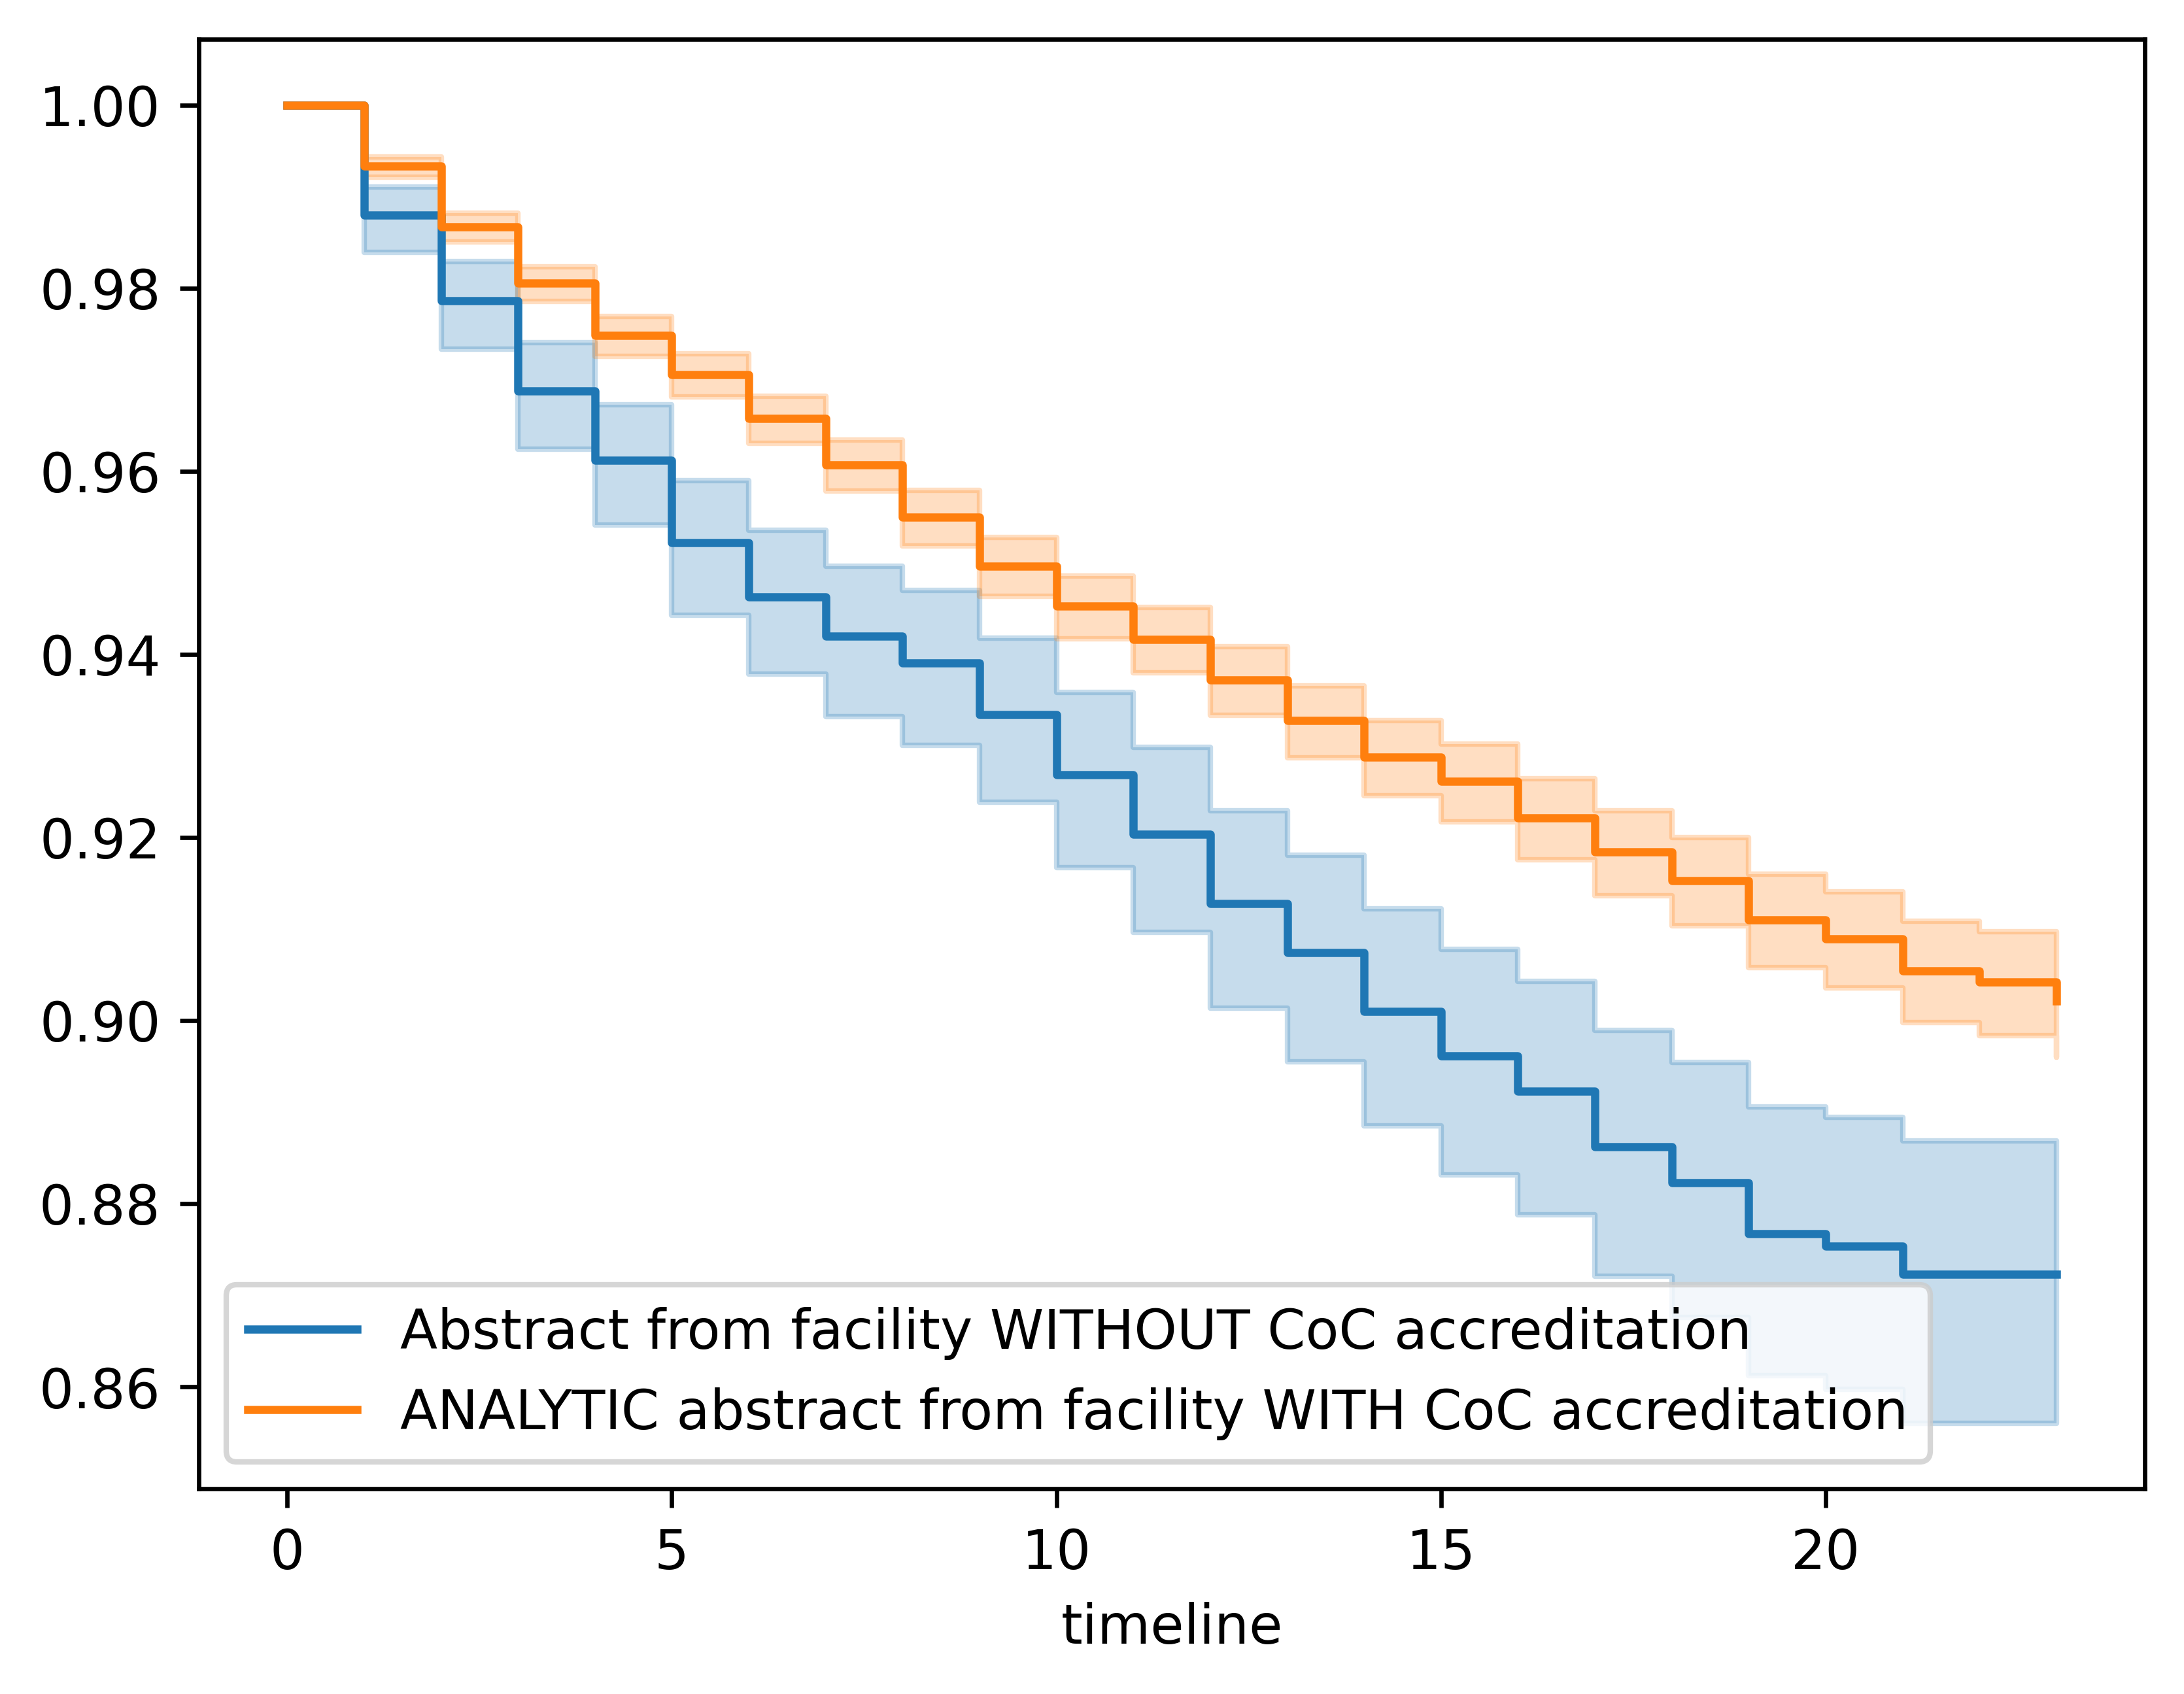 1.00
0.98
0.96
0.94
0.92
0.90
0.88
0.86
Abstract from facility WITHOUT CoC accreditation
ANALYTIC abstract from facility WITH CoC accreditation
0 5 10 15 20
timeline